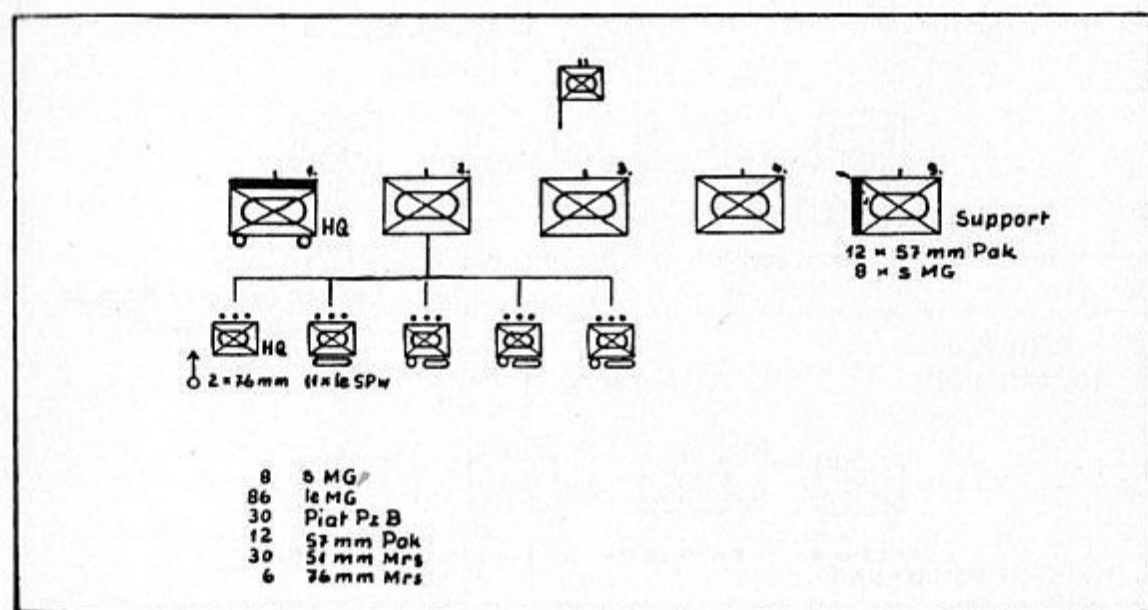 II
1.
2.
3.
4.
5.
HQ
Support
12 × 57 mm Pak
8 × s MG
HQ
2 × 76 mm
11 × le SPw
8 s MG
86 le MG
30 Piat Pz B
12 57 mm Pak
30 51 mm Mrs
6 76 mm Mrs